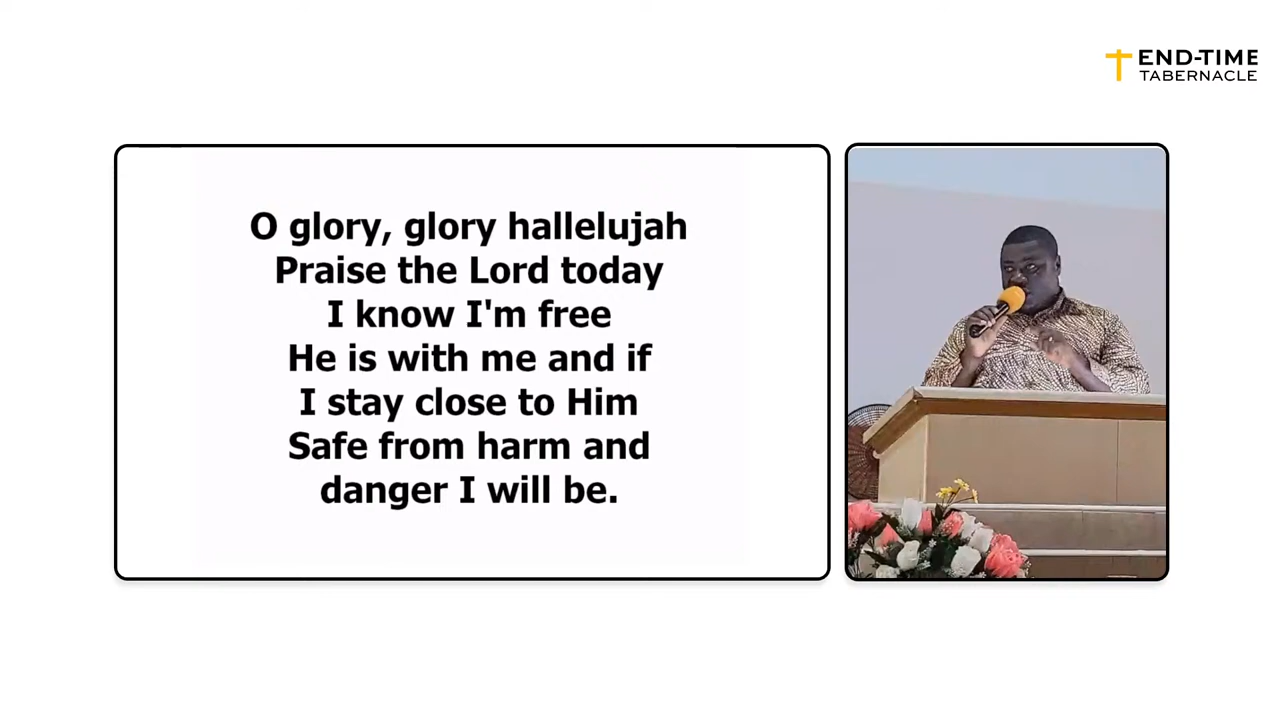 END-TIME
TABERNACLE
O glory, glory hallelujah
Praise the Lord today
I know I'm free
He is with me and if
I stay close to Him
Safe from harm and
danger I will be.